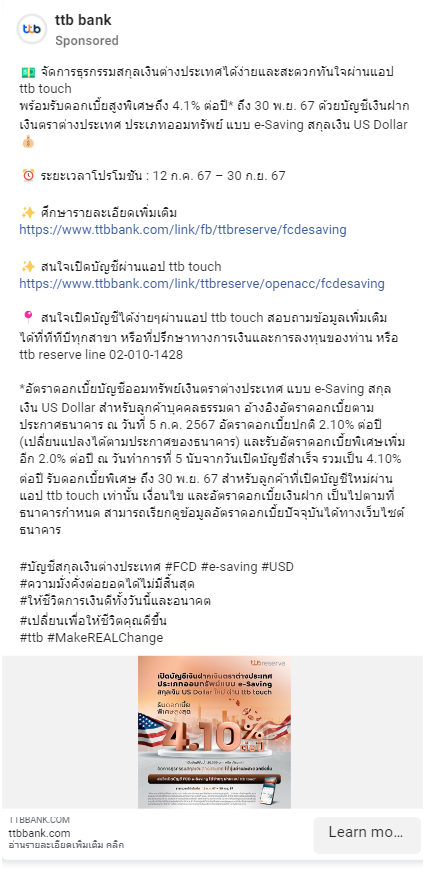 ttb bank
ttb
Sponsored
💵 จัดการธุรกรรมสกุลเงินต่างประเทศได้ง่ายและสะดวกทันใจผ่านแอป
ttb touch
พร้อมรับดอกเบี้ยสูงพิเศษถึง 4.1% ต่อปี* ถึง 30 พ.ย. 67 ด้วยบัญชีเงินฝาก
เงินตราต่างประเทศ ประเภทออมทรัพย์ แบบ e-Saving สกุลเงิน US Dollar
💰
⏰ ระยะเวลาโปรโมชัน : 12 ก.ค. 67 – 30 ก.ย. 67
✨ ศึกษารายละเอียดเพิ่มเติม
https://www.ttbbank.com/link/fb/ttbreserve/fcdesaving
✨ สนใจเปิดบัญชีผ่านแอป ttb touch
https://www.ttbbank.com/link/ttbreserve/openacc/fcdesaving
📍 สนใจเปิดบัญชีได้ง่ายๆผ่านแอป ttb touch สอบถามข้อมูลเพิ่มเติม
ได้ที่ทีทีบีทุกสาขา หรือที่ปรึกษาทางการเงินและการลงทุนของท่าน หรือ
ttb reserve line 02-010-1428
*อัตราดอกเบี้ยบัญชีออมทรัพย์เงินตราต่างประเทศ แบบ e-Saving สกุล
เงิน US Dollar สำหรับลูกค้าบุคคลธรรมดา อ้างอิงอัตราดอกเบี้ยตาม
ประกาศธนาคาร ณ วันที่ 5 ก.ค. 2567 อัตราดอกเบี้ยปกติ 2.10% ต่อปี
(เปลี่ยนแปลงได้ตามประกาศของธนาคาร) และรับอัตราดอกเบี้ยพิเศษเพิ่ม
อีก 2.0% ต่อปี ณ วันทำการที่ 5 นับจากวันเปิดบัญชีสำเร็จ รวมเป็น 4.10%
ต่อปี รับดอกเบี้ยพิเศษ ถึง 30 พ.ย. 67 สำหรับลูกค้าที่เปิดบัญชีใหม่ผ่าน
แอป ttb touch เท่านั้น เงื่อนไข และอัตราดอกเบี้ยเงินฝาก เป็นไปตามที่
ธนาคารกำหนด สามารถเรียกดูข้อมูลอัตราดอกเบี้ยปัจจุบันได้ทางเว็บไซต์
ธนาคาร
#บัญชีสกุลเงินต่างประเทศ #FCD #e-saving #USD
#ความมั่งคั่งต่อยอดได้ไม่มีสิ้นสุด
#ให้ชีวิตการเงินดีทั้งวันนี้และอนาคต
#เปลี่ยนเพื่อให้ชีวิตคุณดีขึ้น
#ttb #MakeREALChange
ttbreserve
เปิดบัญชีเงินฝากเงินตราต่างประเทศ
ประเภทออมทรัพย์แบบ e-Saving
สกุลเงิน US Dollar ใหม่ ผ่าน ttb touch
รับดอกเบี้ย
พิเศษสูงสุด
4.10%
ต่อปี
TTBBANK.COM
ttbbank.com
อ่านรายละเอียดเพิ่มเติม คลิก
Learn mo...